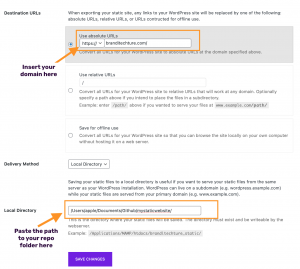 Destination URLs
When exporting your static site, any links to your WordPress site will be replaced by one of the following:
absolute URLs, relative URLs, or URLs contructed for offline use.
Use absolute URLs
https:// brandtechture.com
Convert all URLs for your WordPress site to absolute URLs at the domain specified above.
Insert your
domain here
Use relative URLs
/
Convert all URLs for your WordPress site to relative URLs that will work at any domain. Optionally
specify a path above if you intend to place the files in a subdirectory.
Example: enter /path/ above if you wanted to serve your files at www.example.com/path/
Save for offline use
Convert all URLs for your WordPress site so that you can browse the site locally on your own computer
without hosting it on a web server.
Delivery Method
Local Directory
Saving your static files to a local directory is useful if you want to serve your static files from the same
server as your WordPress installation. WordPress can live on a subdomain (e.g. wordpress.example.com)
while your static files are served from your primary domain (e.g. www.example.com).
Local Directory
/Users/apple/Documents/Github/mystaticwebsite/
This is the directory where your static files will be saved. The directory must exist and be writeable by the
webserver.
Example: /Applications/MAMP/htdocs/brandtechture.static/
Paste the path
to your repo
folder here
SAVE CHANGES